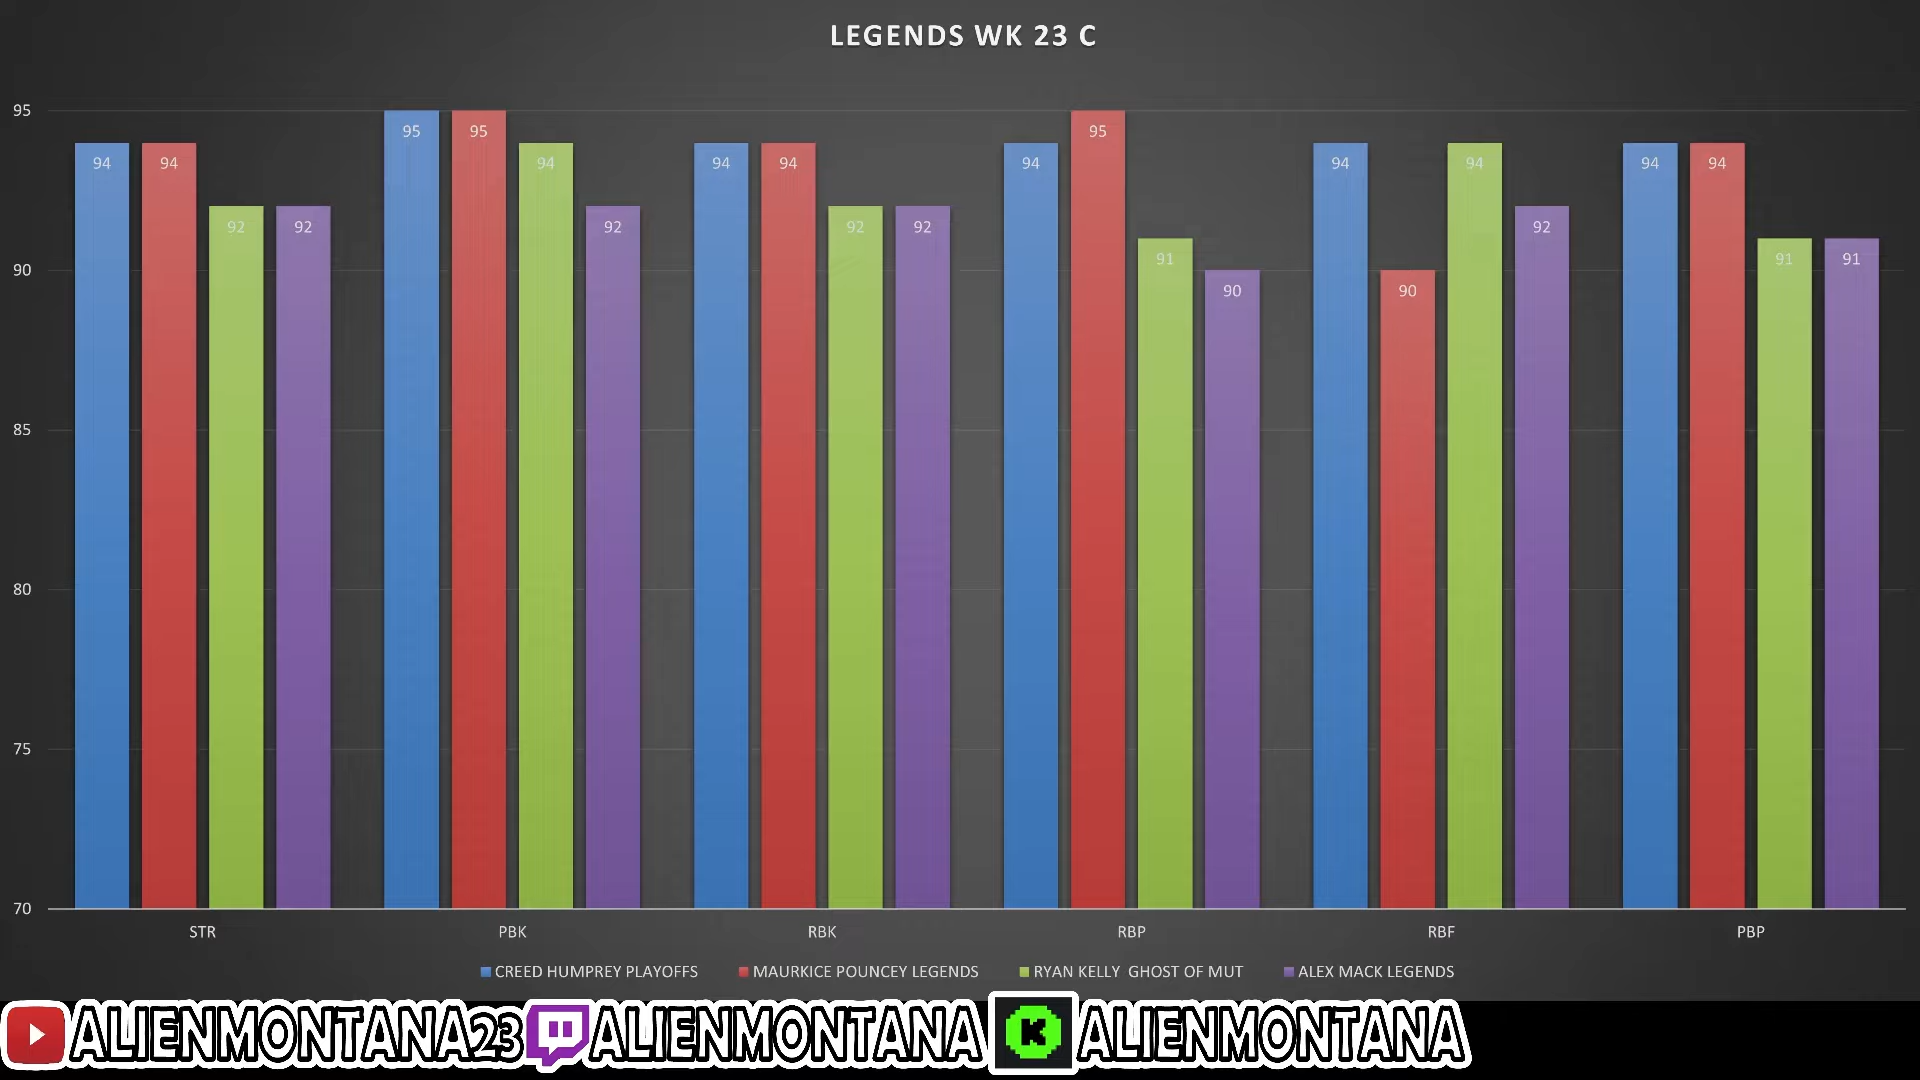 LEGENDS WK 23 C
95
90
85
80
75
70
94 94 92 92
95 95 94 92
94 94 92 92
94 95 91 90
94 90 94 92
94 94 91 91
STR PBK RBK RBP RBF PBP
CREED HUMPREY PLAYOFFS MAURKICE POUNCEY LEGENDS RYAN KELLY GHOST OF MUT ALEX MACK LEGENDS
ALIENMONTANA23 ALIENMONTANA K ALIENMONTANA